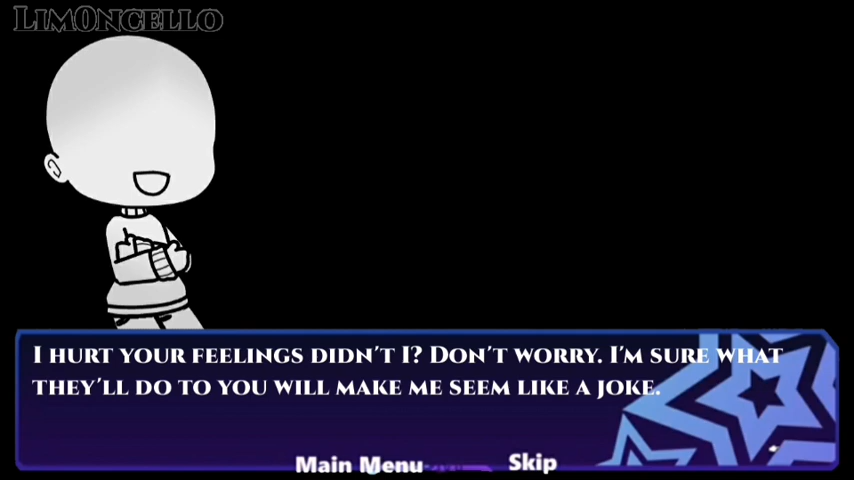 Lim0ncello
I hurt your feelings didn't I? Don't worry. I'm sure what
they'll do to you will make me seem like a joke.
Main Menu
Skip